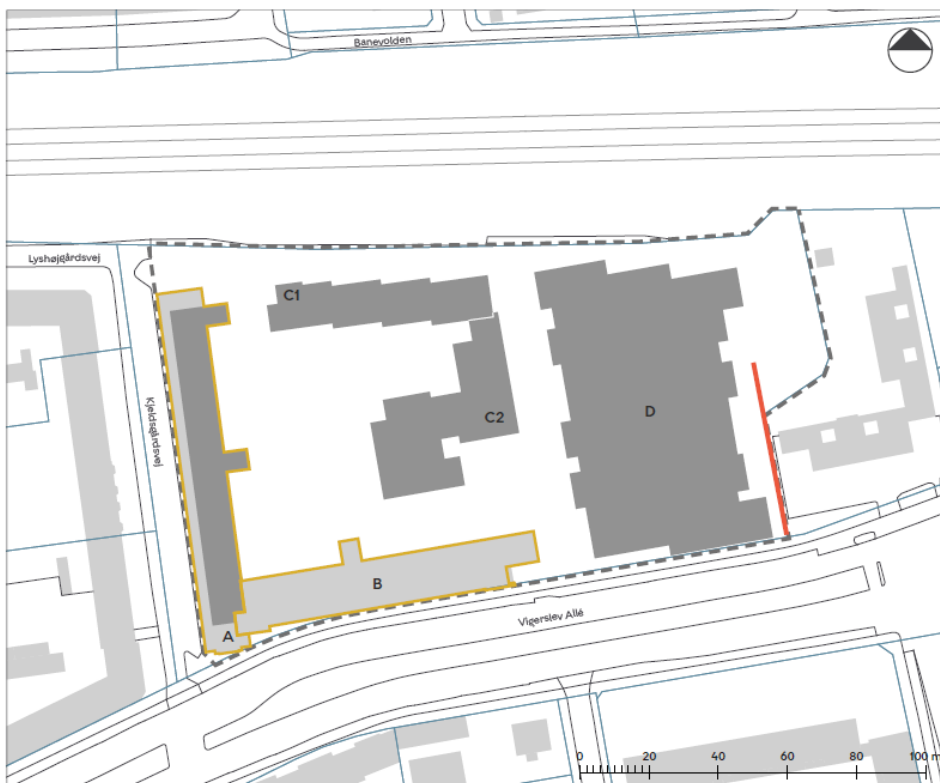 Banevolden
Lyshøjgårdsvej
C1
Kjeldsgårdsvej
C2
D
B
A
Vigerslev Allé
0 20 40 60 80 100 m